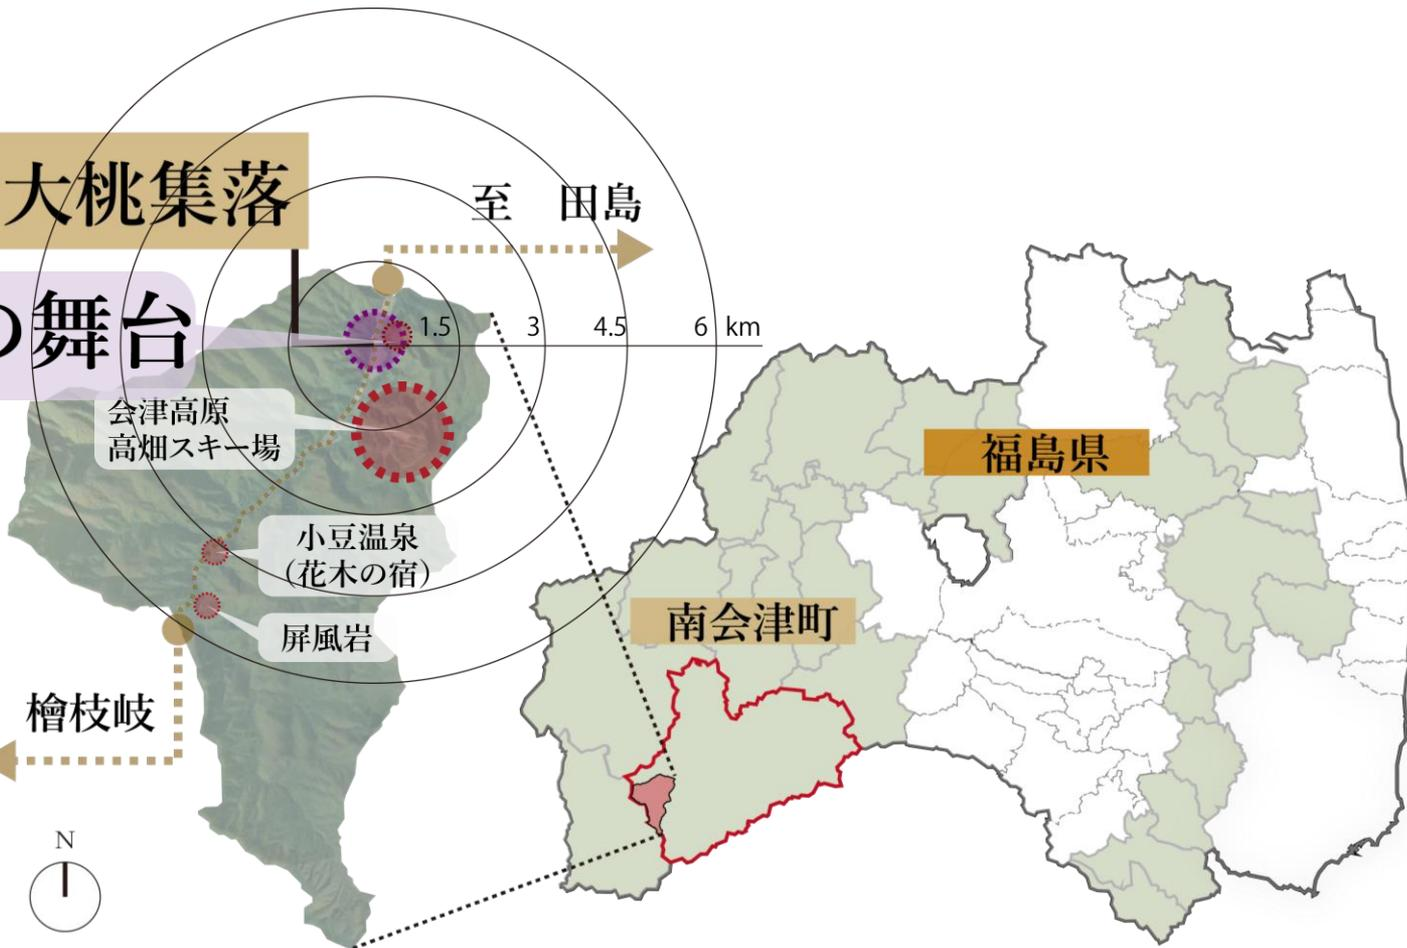 大桃集落
の舞台
至 田島
1.5 3 4.5 6 km
会津高原
高畑スキー場
小豆温泉
（花木の宿）
屏風岩
檜枝岐
N
福島県
南会津町